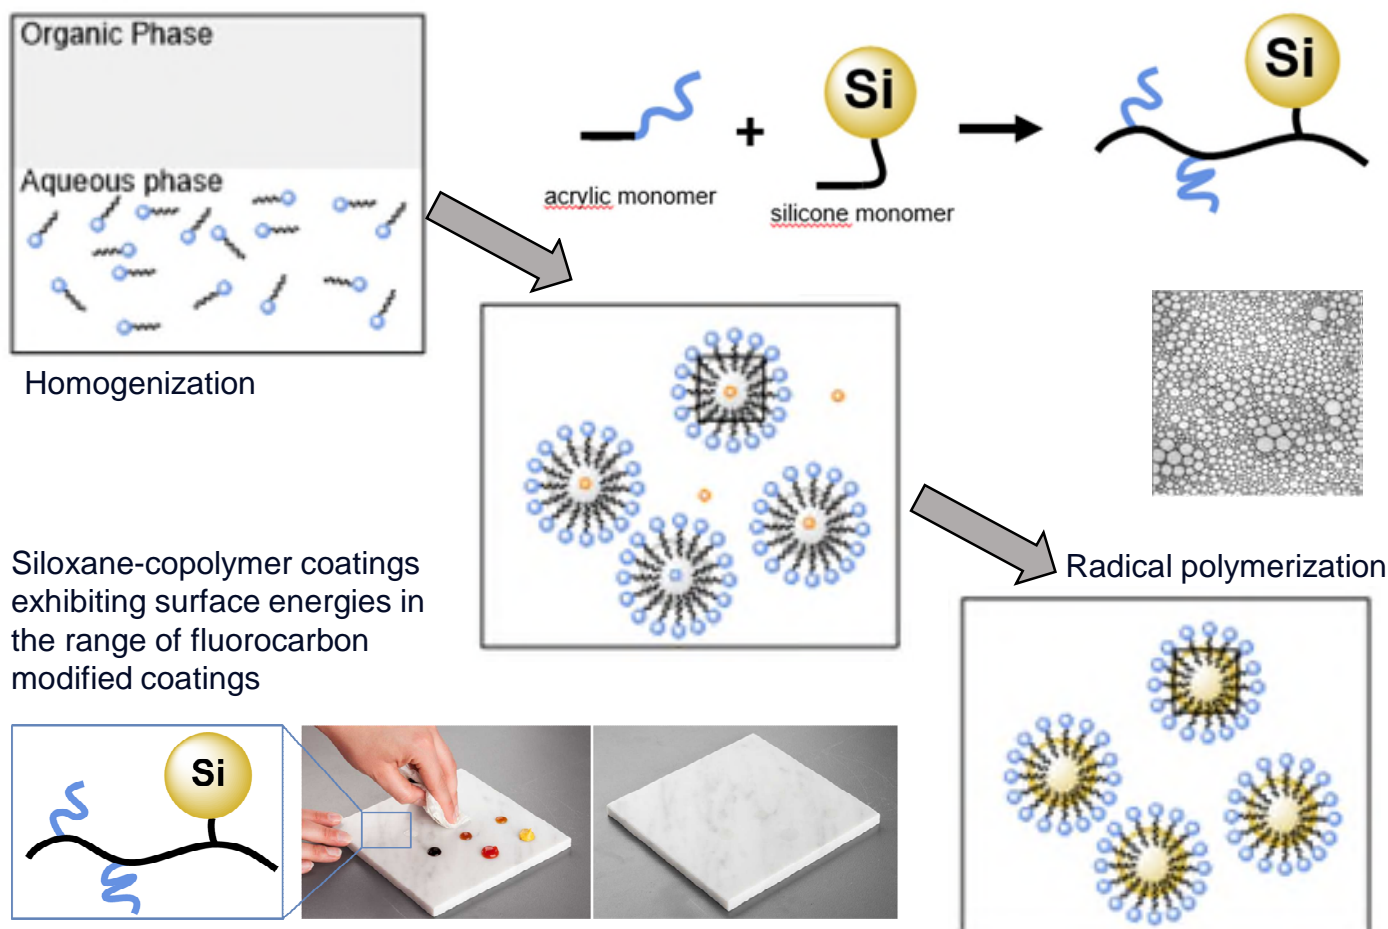 Organic Phase
Aqueous phase
Homogenization
acrylic monomer
+
Si
silicone monomer
Si
Radical polymerization
Siloxane-copolymer coatings
exhibiting surface energies in
the range of fluorocarbon
modified coatings
Si